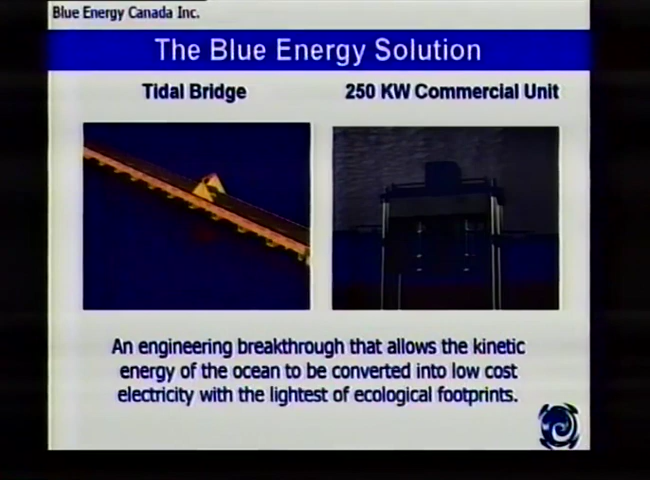 Blue Energy Canada Inc.
The Blue Energy Solution
Tidal Bridge
250 KW Commercial Unit
An engineering breakthrough that allows the kinetic
energy of the ocean to be converted into low cost
electricity with the lightest of ecological footprints.